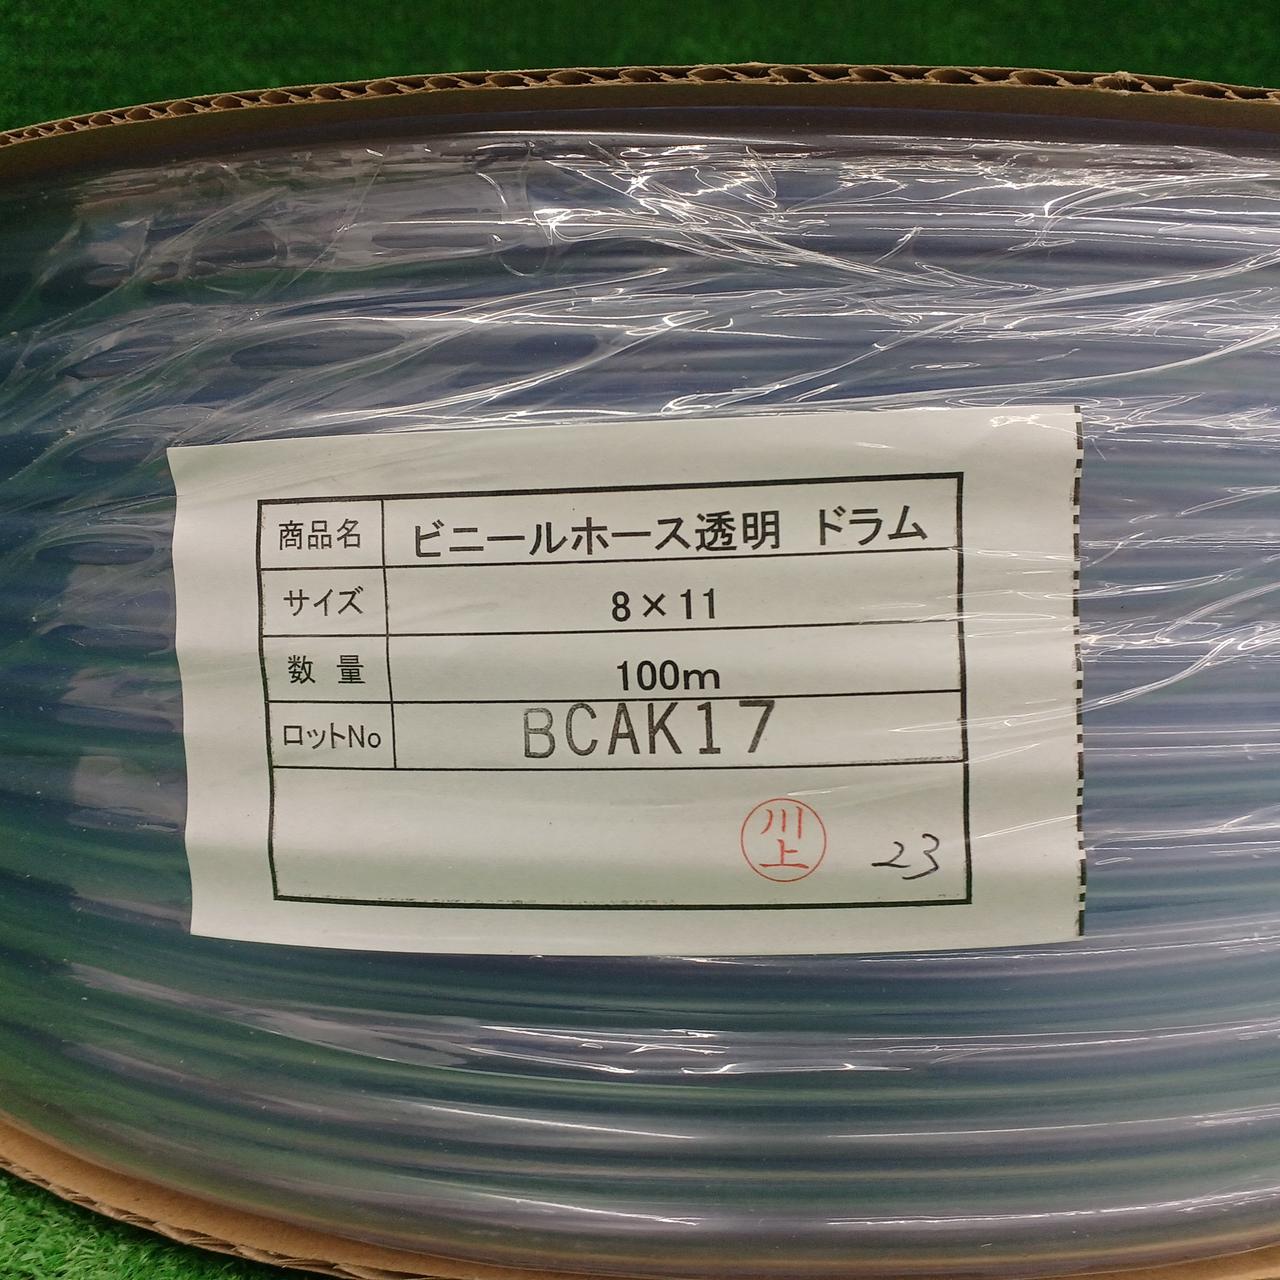 商品名 ビニールホース透明 ドラム
サイズ 8×11
数量 100m
ロットNo BCAK17
川上 23